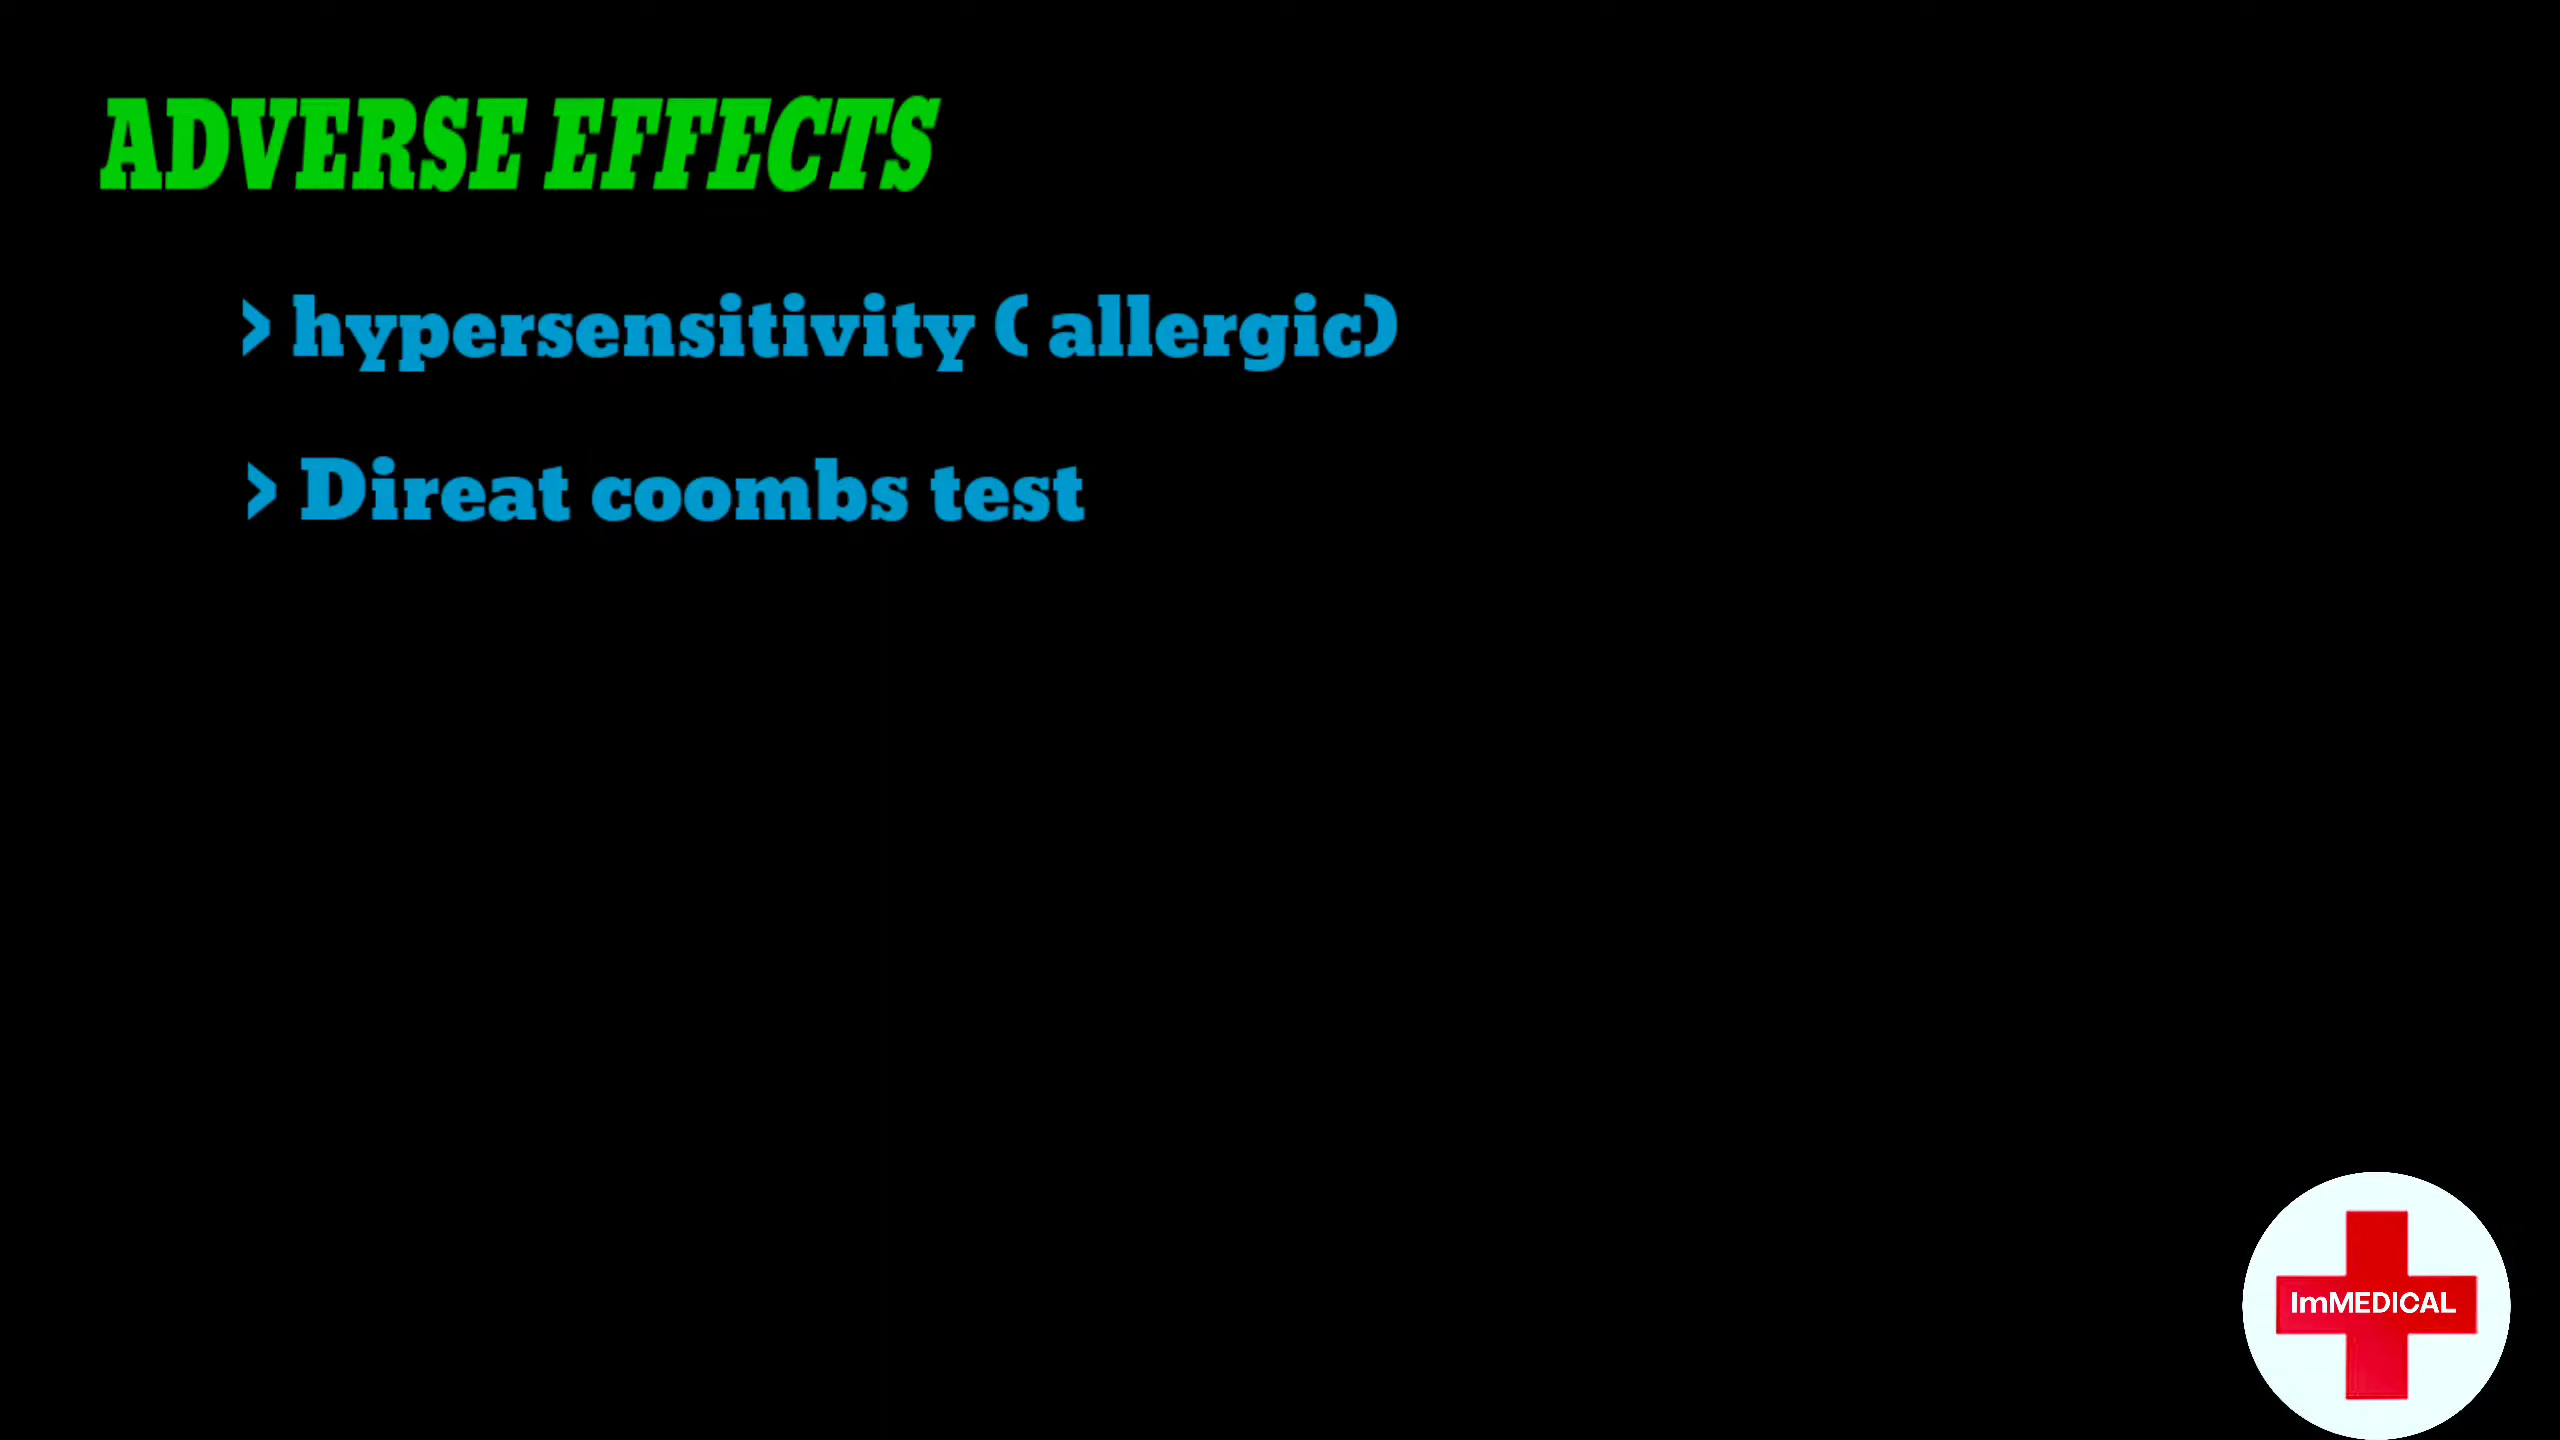 ADVERSE EFFECTS
> hypersensitivity ( allergic)
> Direat coombs test
ImMEDICAL